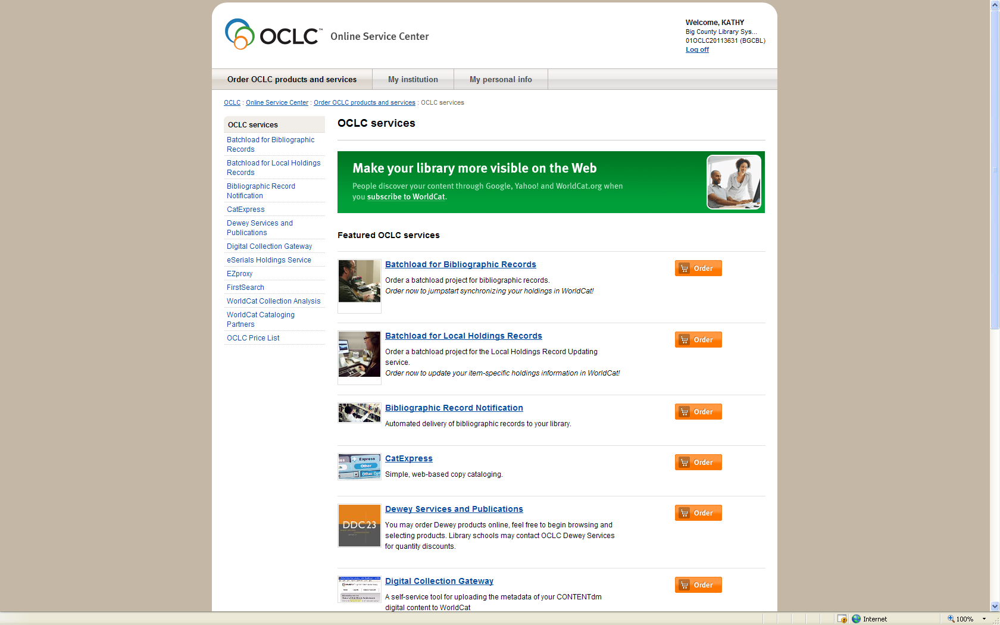 OCLC™ Online Service Center
Welcome, KATHY
Big County Library Sys...
01OCLC20113631 (BGCBL)
Log off
Order OCLC products and services
My institution
My personal info
OCLC : Online Service Center : Order OCLC products and services : OCLC services
OCLC services
Batchload for Bibliographic
Records
Batchload for Local Holdings
Records
Bibliographic Record
Notification
CatExpress
Dewey Services and
Publications
Digital Collection Gateway
eSerials Holdings Service
EZproxy
FirstSearch
WorldCat Collection Analysis
WorldCat Cataloging
Partners
OCLC Price List
OCLC services
Make your library more visible on the Web
People discover your content through Google, Yahoo! and WorldCat.org when
you subscribe to WorldCat.
Featured OCLC services
Batchload for Bibliographic Records
Order
Order a batchload project for bibliographic records.
Order now to jumpstart synchronizing your holdings in WorldCat!
Batchload for Local Holdings Records
Order
Order a batchload project for the Local Holdings Record Updating
service.
Order now to update your item-specific holdings information in WorldCat!
Bibliographic Record Notification
Order
Automated delivery of bibliographic records to your library.
Express
Other
Other Opt
CatExpress
Order
Simple, web-based copy cataloging.
DDC 23
Dewey Services and Publications
Order
You may order Dewey products online, feel free to begin browsing and
selecting products. Library schools may contact OCLC Dewey Services
for quantity discounts.
Digital Collection Gateway
Order
A self-service tool for uploading the metadata of your CONTENTdm
digital content to WorldCat
Internet
100%